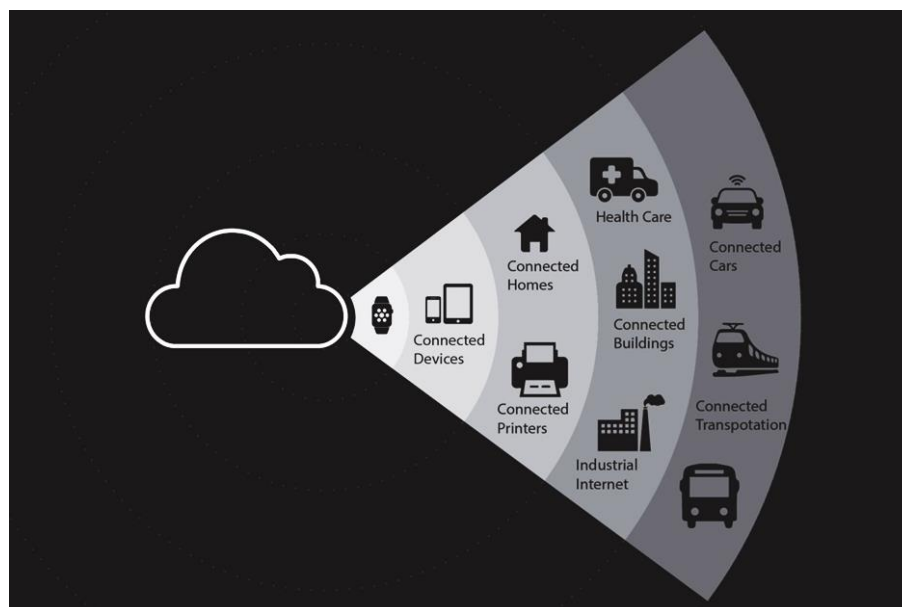 Connected
Devices
Connected
Homes
Connected
Printers
Health Care
Connected
Buildings
Industrial
Internet
Connected
Cars
Connected
Transpotation